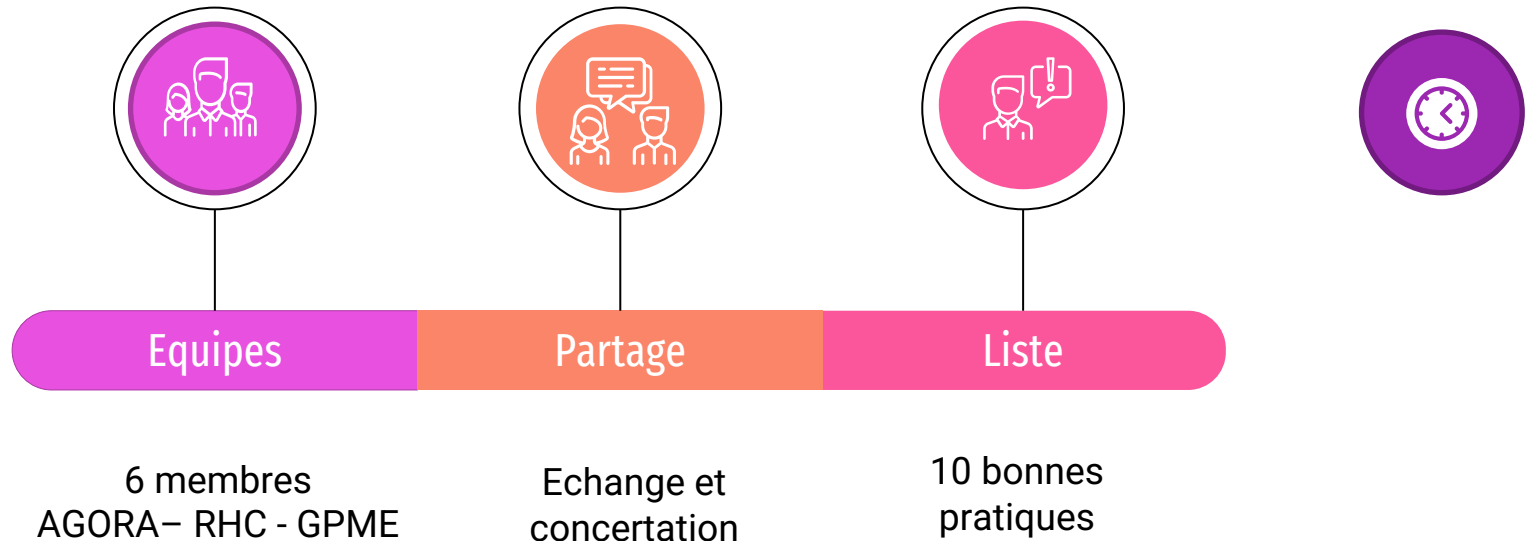 Equipes
Partage
Liste
6 membres
AGORA– RHC - GPME
Echange et
concertation
10 bonnes
pratiques